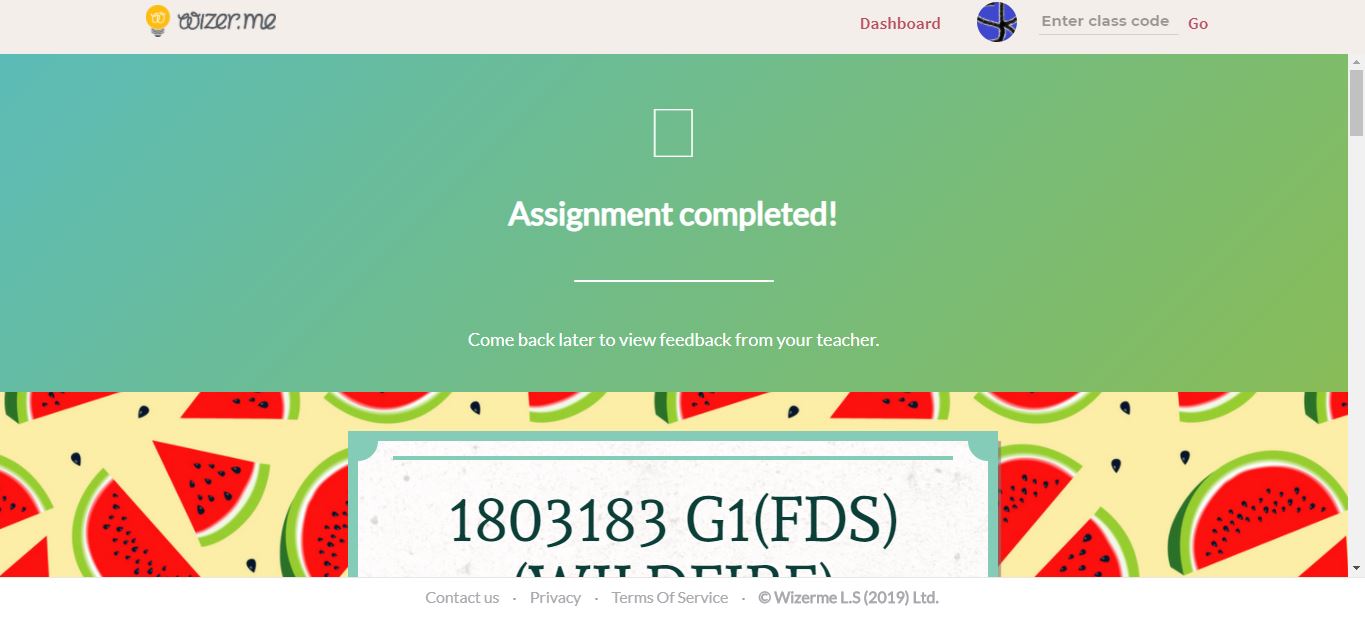 Wizer.me
Dashboard
Enter class code
Go
Assignment completed!
Come back later to view feedback from your teacher.
1803183 G1(FDS)
(WILDFIRE)
Contact us · Privacy · Terms Of Service · © Wizerme L.S (2019) Ltd.